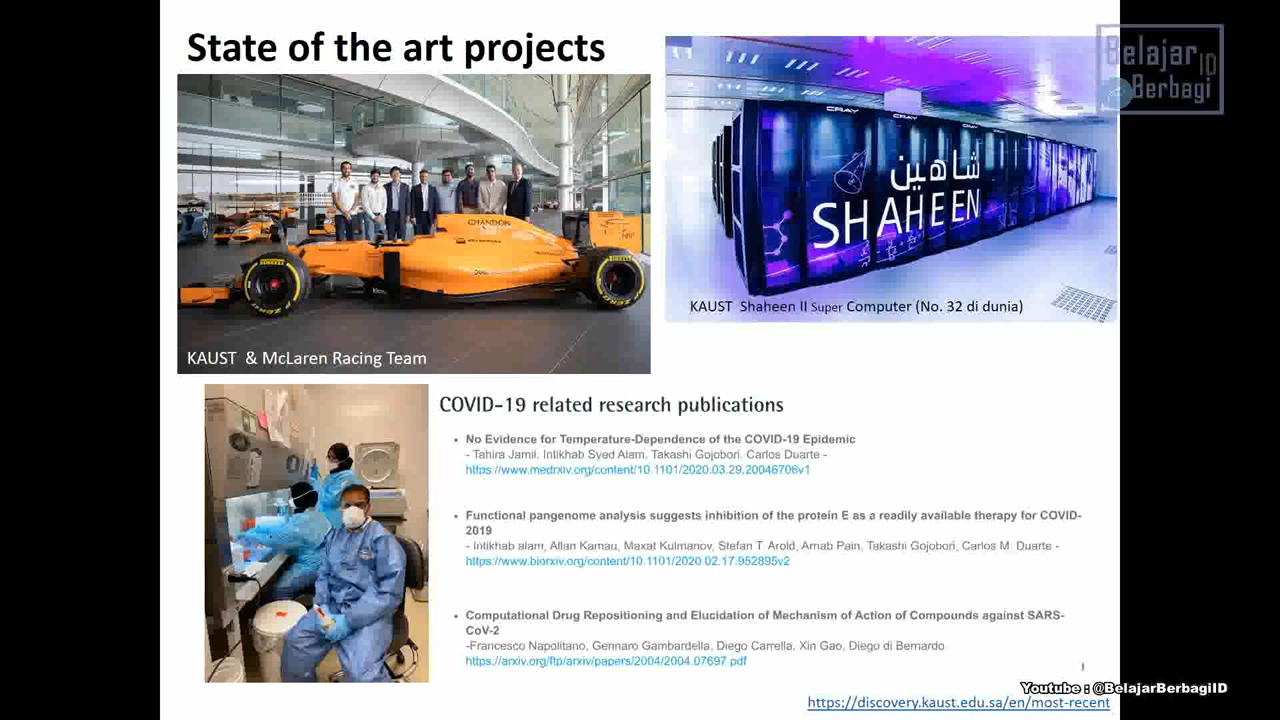 State of the art projects
Belajar ID
Berbagi
CRAY
CRAY
CRAY
شاهين
SHAHEEN
KAUST Shaheen II Super Computer (No. 32 di dunia)
CHANDON
PIRELLI
KAUST & McLaren Racing Team
COVID-19 related research publications
• No Evidence for Temperature-Dependence of the COVID-19 Epidemic
- Tahira Jamil, Intikhab Syed Alam, Takashi Gojobori, Carlos Duarte -
https://www.medrxiv.org/content/10.1101/2020.03.29.20046706v1
• Functional pangenome analysis suggests inhibition of the protein E as a readily available therapy for COVID-
2019
- Intikhab alam, Allan Kamau, Maxat Kulmanov, Stefan T. Arold, Arnab Pain, Takashi Gojobori, Carlos M. Duarte -
https://www.biorxiv.org/content/10.1101/2020.02.17.952895v2
• Computational Drug Repositioning and Elucidation of Mechanism of Action of Compounds against SARS-
CoV-2
-Francesco Napolitano, Gennaro Gambardella, Diego Carrella, Xin Gao, Diego di Bernardo
https://arxiv.org/ftp/arxiv/papers/2004/2004.07697.pdf
Youtube : @BelajarBerbagiID
https://discovery.kaust.edu.sa/en/most-recent